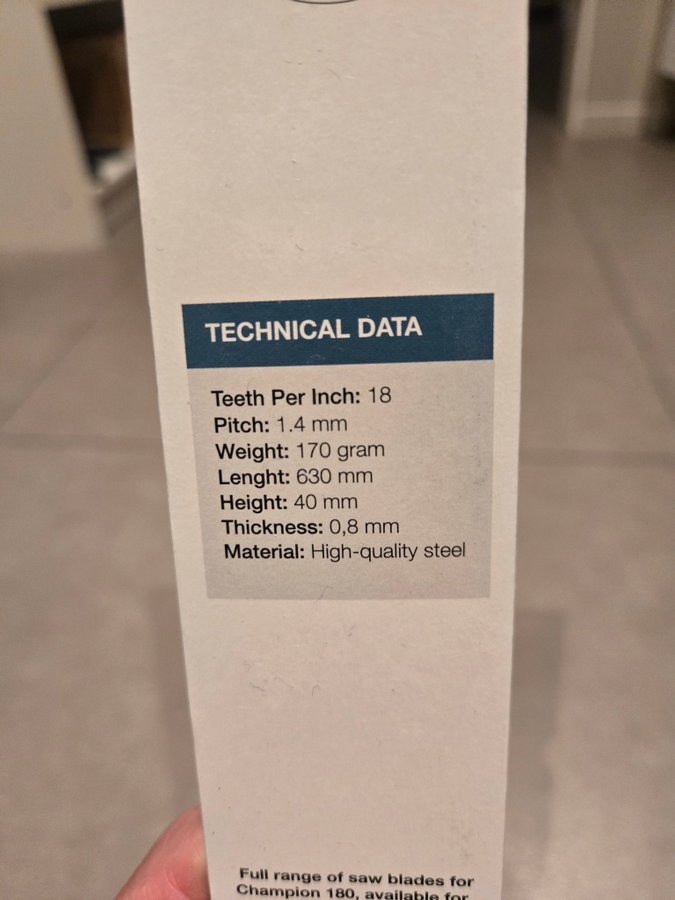 TECHNICAL DATA
Teeth Per Inch: 18
Pitch: 1.4 mm
Weight: 170 gram
Lenght: 630 mm
Height: 40 mm
Thickness: 0,8 mm
Material: High-quality steel
Full range of saw blades for
Champion 180, available for